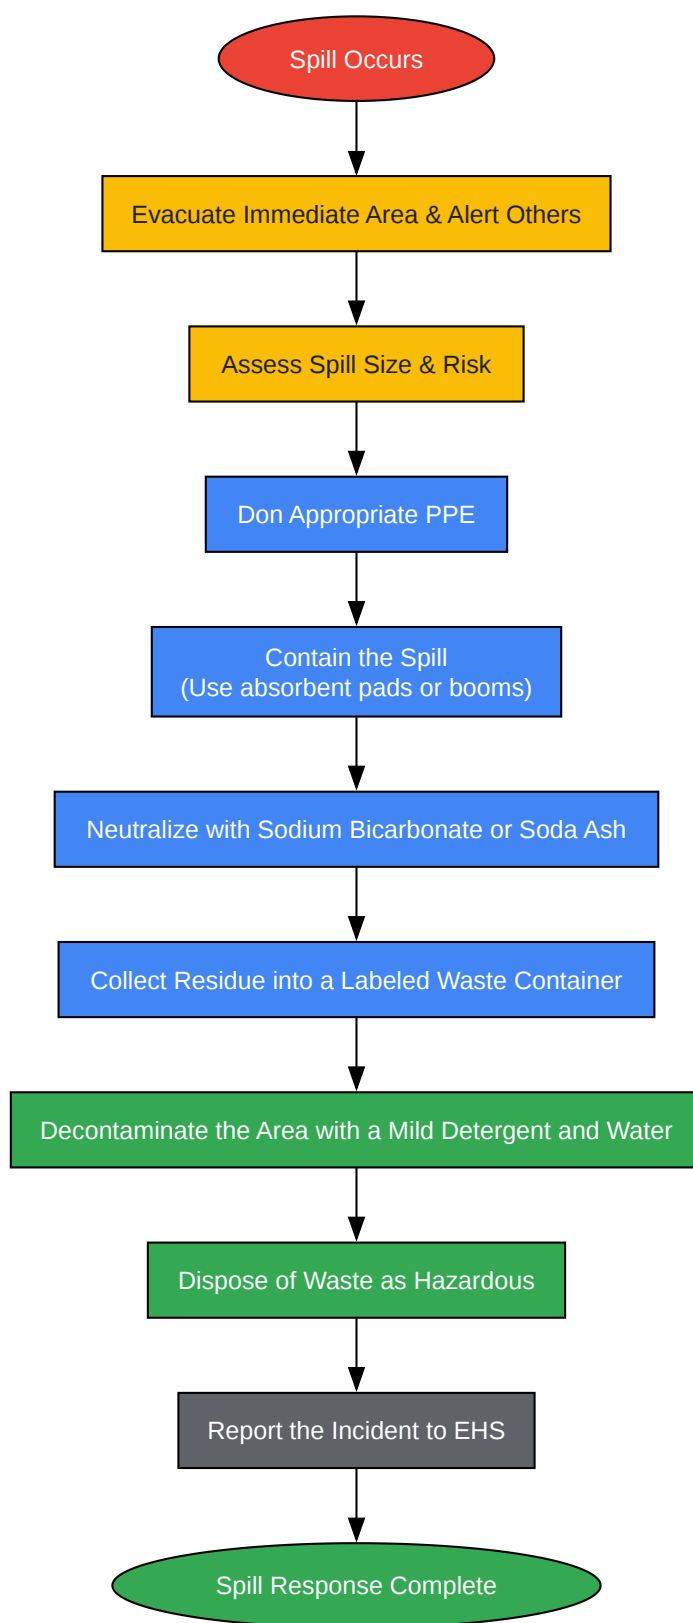 Spill Occurs
Evacuate Immediate Area & Alert Others
Assess Spill Size & Risk
Don Appropriate PPE
Contain the Spill
(Use absorbent pads or booms)
Neutralize with Sodium Bicarbonate or Soda Ash
Collect Residue into a Labeled Waste Container
Decontaminate the Area with a Mild Detergent and Water
Dispose of Waste as Hazardous
Report the Incident to EHS
Spill Response Complete